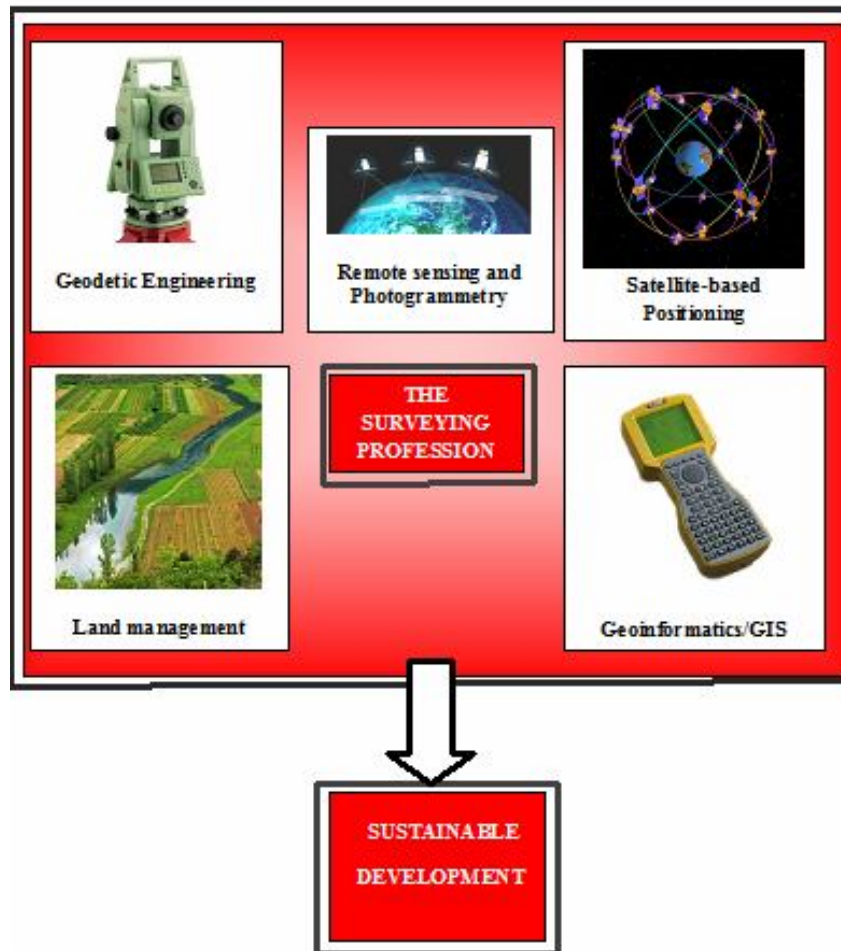 Geodetic Engineering
Remote sensing and
Photogrammetry
Satellite-based
Positioning
THE
SURVEYING
PROFESSION
Land management
Geoinformatics/GIS
SUSTAINABLE
DEVELOPMENT